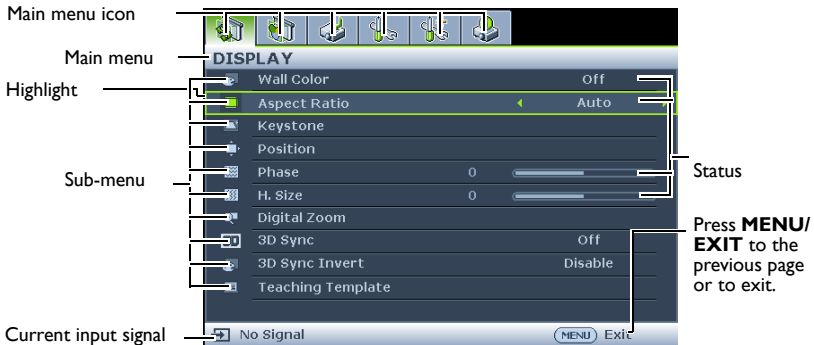 Main menu icon
Main menu
DISPLAY
Highlight
Wall Color Off
Aspect Ratio Auto
Keystone
Position
Sub-menu
Phase 0
Status
H. Size 0
Digital Zoom
3D Sync Off
3D Sync Invert Disable
Teaching Template
Press MENU/
EXIT to the
previous page
or to exit.
Current input signal
No Signal
MENU Exit